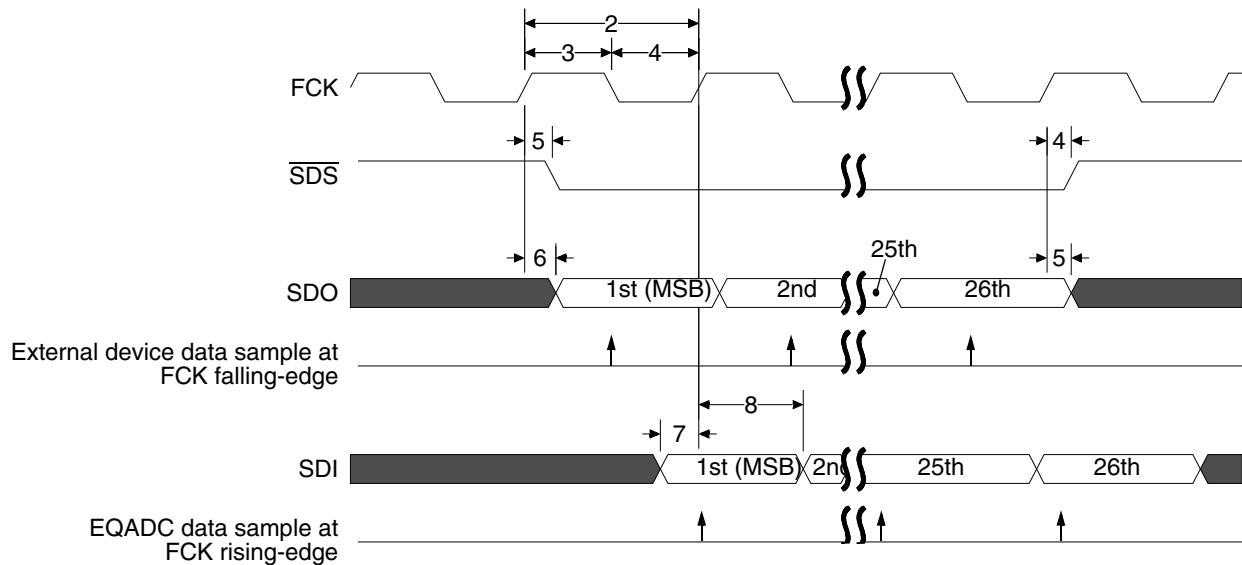 2
3 4
FCK
5 4
SDS
25th
6 5
SDO 1st (MSB) 2nd 26th
External device data sample at
FCK falling-edge
8
7
SDI 1st (MSB) 2nd 25th 26th
EQADC data sample at
FCK rising-edge